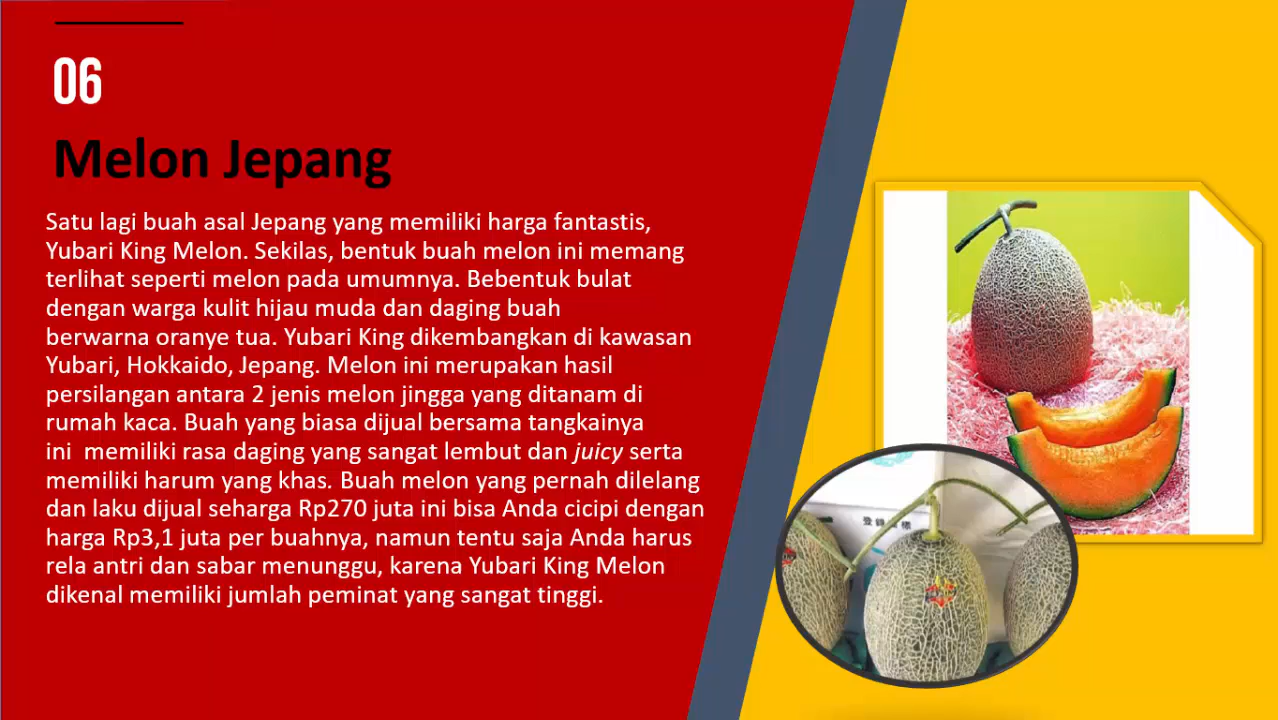 06
Melon Jepang
Satu lagi buah asal Jepang yang memiliki harga fantastis,
Yubari King Melon. Sekilas, bentuk buah melon ini memang
terlihat seperti melon pada umumnya. Bebentuk bulat
dengan warga kulit hijau muda dan daging buah
berwarna oranye tua. Yubari King dikembangkan di kawasan
Yubari, Hokkaido, Jepang. Melon ini merupakan hasil
persilangan antara 2 jenis melon jingga yang ditanam di
rumah kaca. Buah yang biasa dijual bersama tangkainya
ini  memiliki rasa daging yang sangat lembut dan juicy serta
memiliki harum yang khas. Buah melon yang pernah dilelang
dan laku dijual seharga Rp270 juta ini bisa Anda cicipi dengan
harga Rp3,1 juta per buahnya, namun tentu saja Anda harus
rela antri dan sabar menunggu, karena Yubari King Melon
dikenal memiliki jumlah peminat yang sangat tinggi.